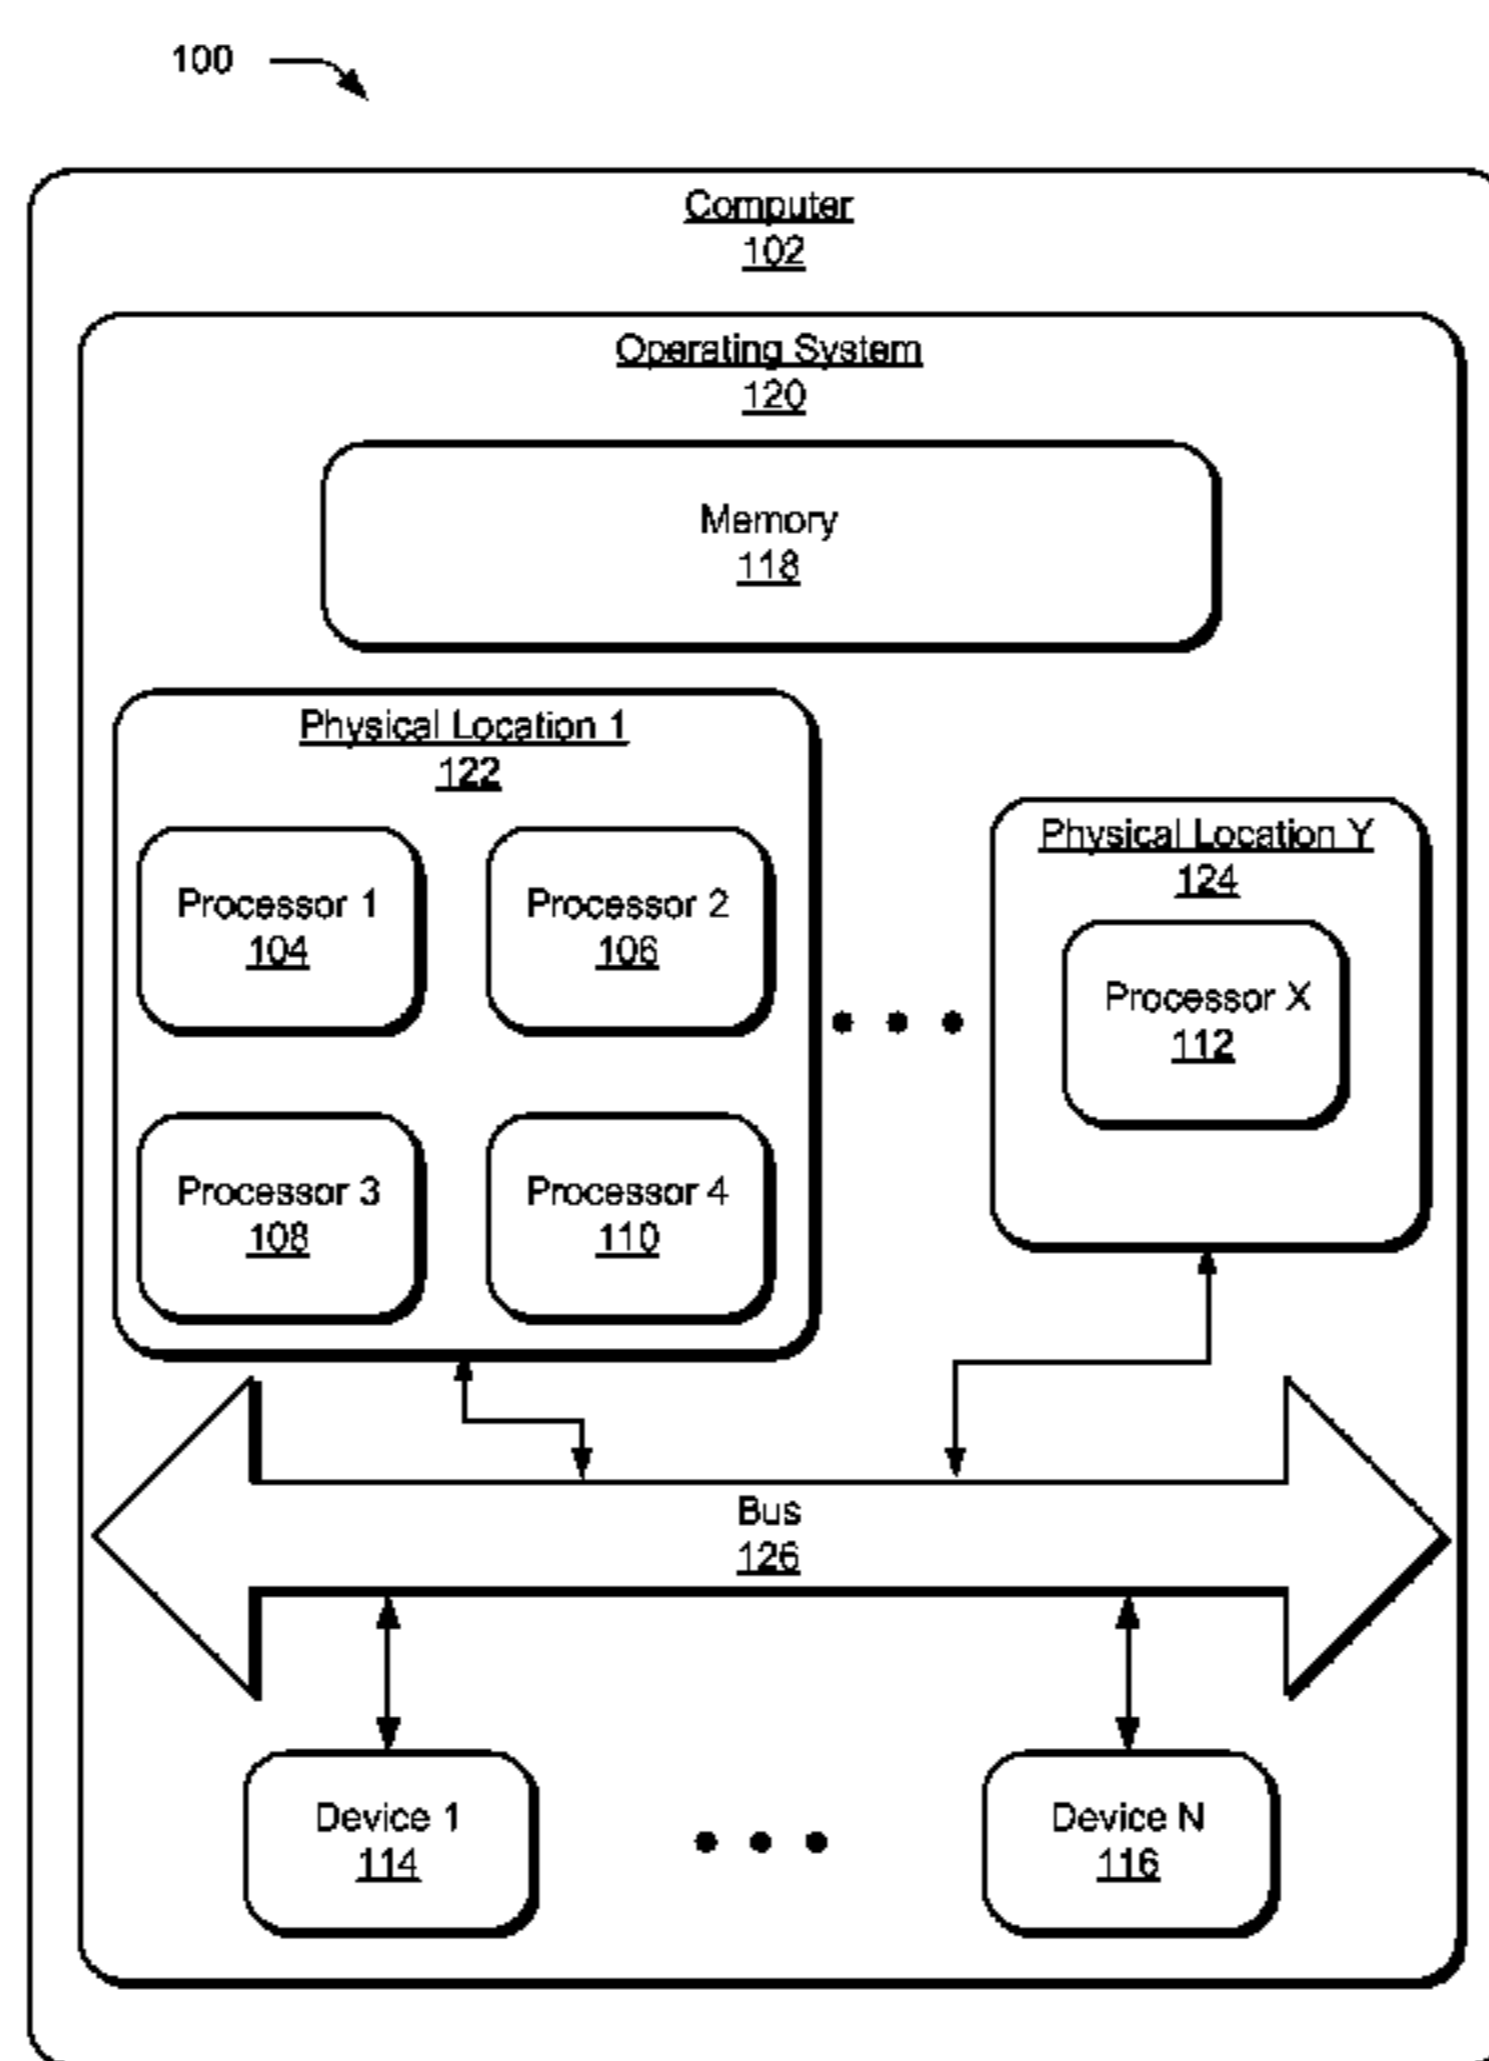 100
Computer
102
Operating System
120
Memory
118
Physical Location 1
122
Processor 1
104
Processor 2
106
Processor 3
108
Processor 4
110
Physical Location Y
124
Processor X
112
Bus
126
Device 1
114
Device N
116